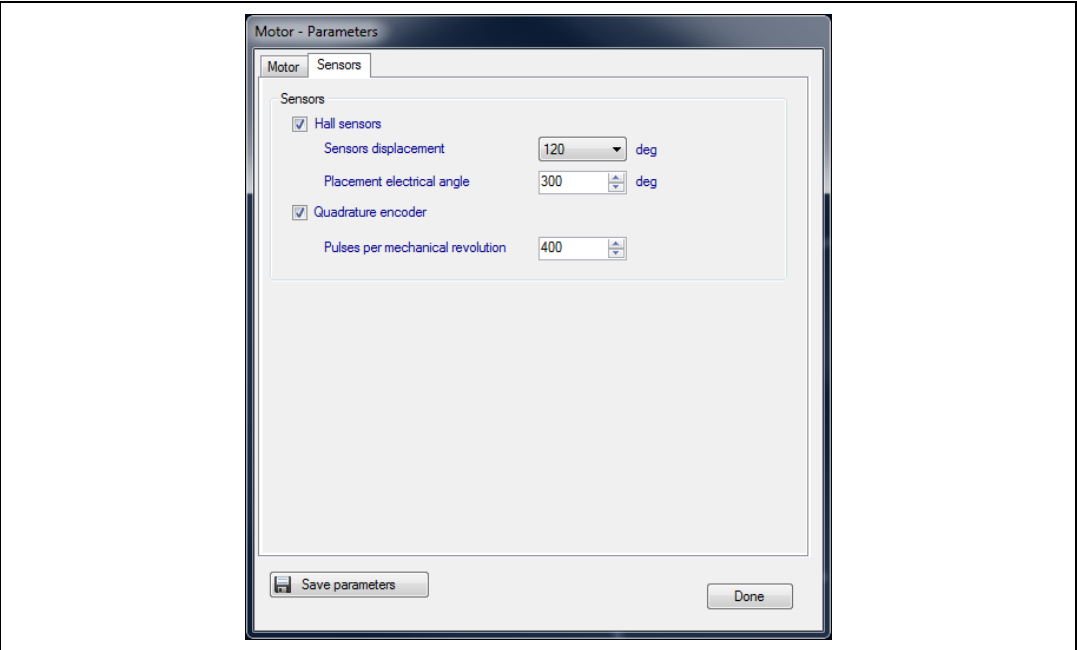 Motor - Parameters
Motor Sensors
Sensors
Hall sensors
Sensors displacement 120 deg
Placement electrical angle 300 deg
Quadrature encoder
Pulses per mechanical revolution 400
Save parameters
Done